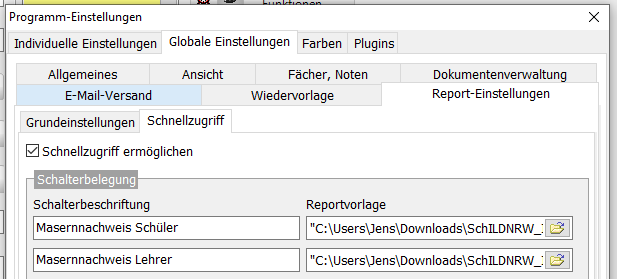 Funktionen
Programm-Einstellungen
Individuelle Einstellungen Globale Einstellungen Farben Plugins
Allgemeines Ansicht Fächer, Noten Dokumentenverwaltung
E-Mail-Versand Wiedervorlage Report-Einstellungen
Grundeinstellungen Schnellzugriff
Schnellzugriff ermöglichen
Schalterbelegung
Schalterbeschriftung Reportvorlage
Masernnachweis Schüler "C:\Users\Jens\Downloads\SchILDNRW_
Masernnachweis Lehrer "C:\Users\Jens\Downloads\SchILDNRW_